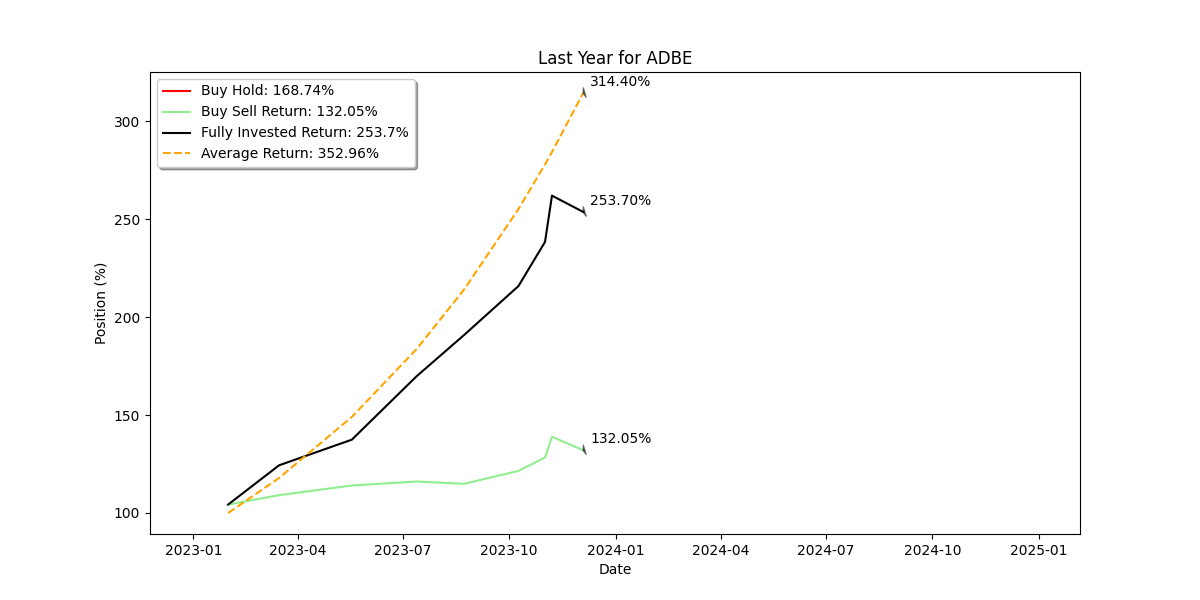 Last Year for ADBE
Buy Hold: 168.74%
Buy Sell Return: 132.05%
Fully Invested Return: 253.7%
Average Return: 352.96%
314.40%
253.70%
132.05%
Position (%)
300
250
200
150
100
2023-01 2023-04 2023-07 2023-10 2024-01 2024-04 2024-07 2024-10 2025-01
Date